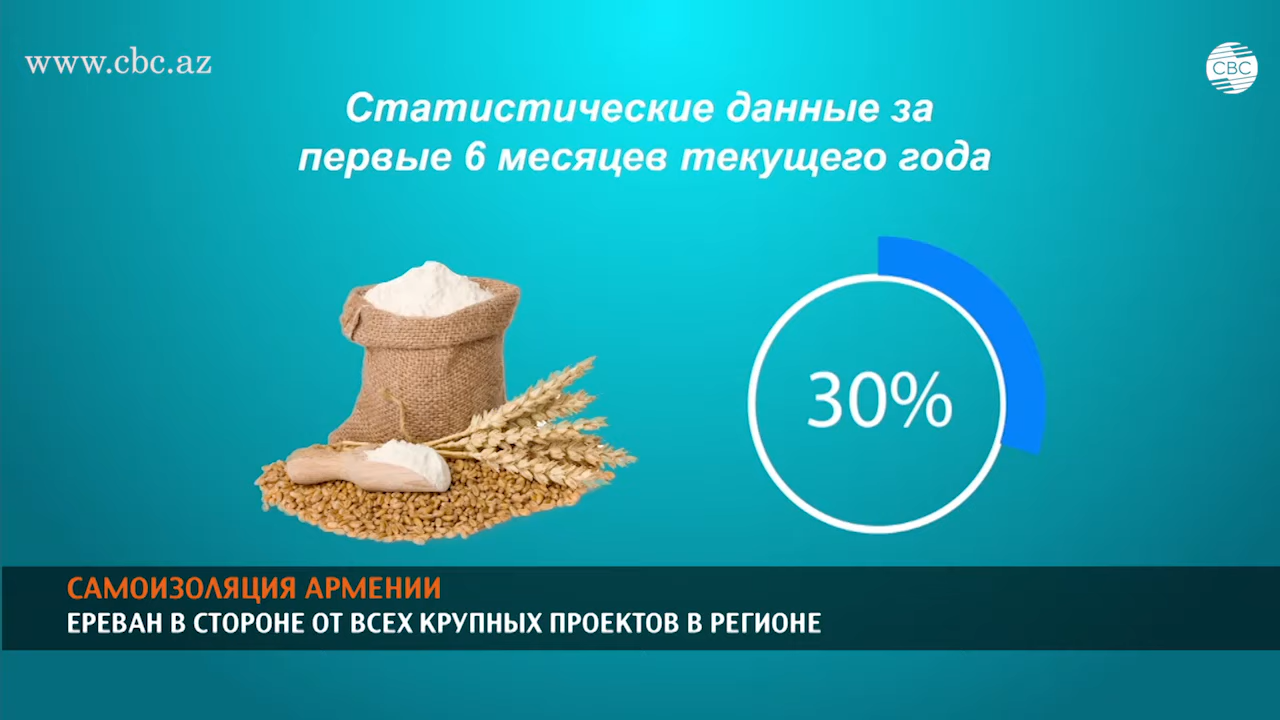 www.cbc.az
CBC
Статистические данные за
первые 6 месяцев текущего года
30%
САМОИЗОЛЯЦИЯ АРМЕНИИ
ЕРЕВАН В СТОРОНЕ ОТ ВСЕХ КРУПНЫХ ПРОЕКТОВ В РЕГИОНЕ